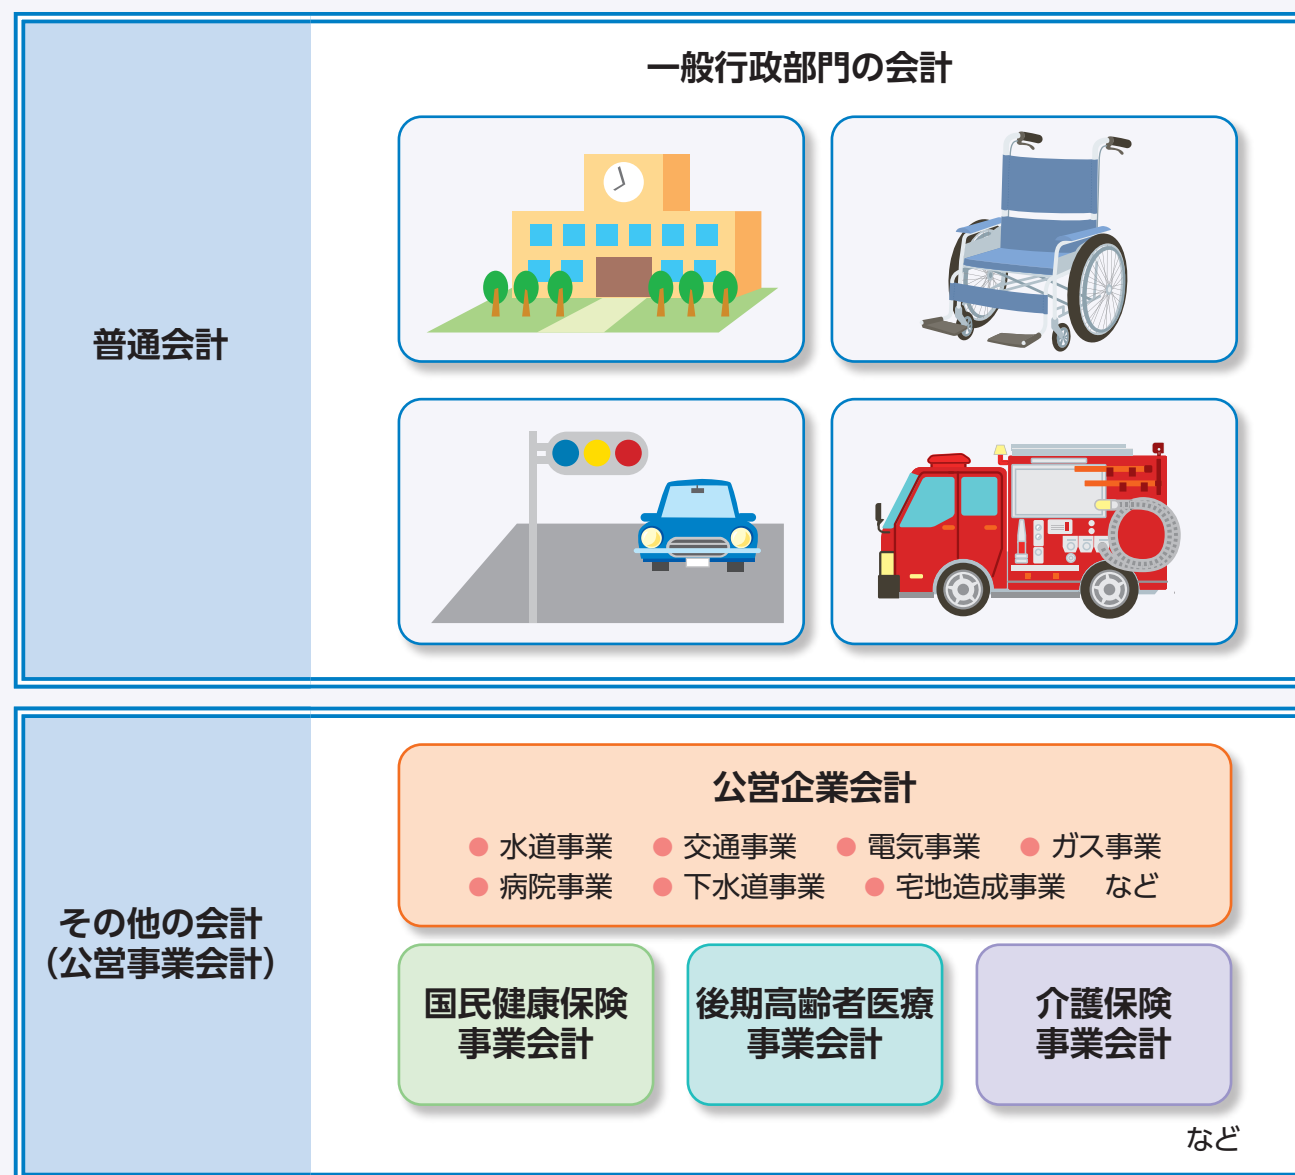 一般行政部門の会計
普通会計
公営企業会計
● 水道事業 ● 交通事業 ● 電気事業 ● ガス事業
● 病院事業 ● 下水道事業 ● 宅地造成事業 など
その他の会計
（公営事業会計）
国民健康保険
事業会計
後期高齢者医療
事業会計
介護保険
事業会計
など